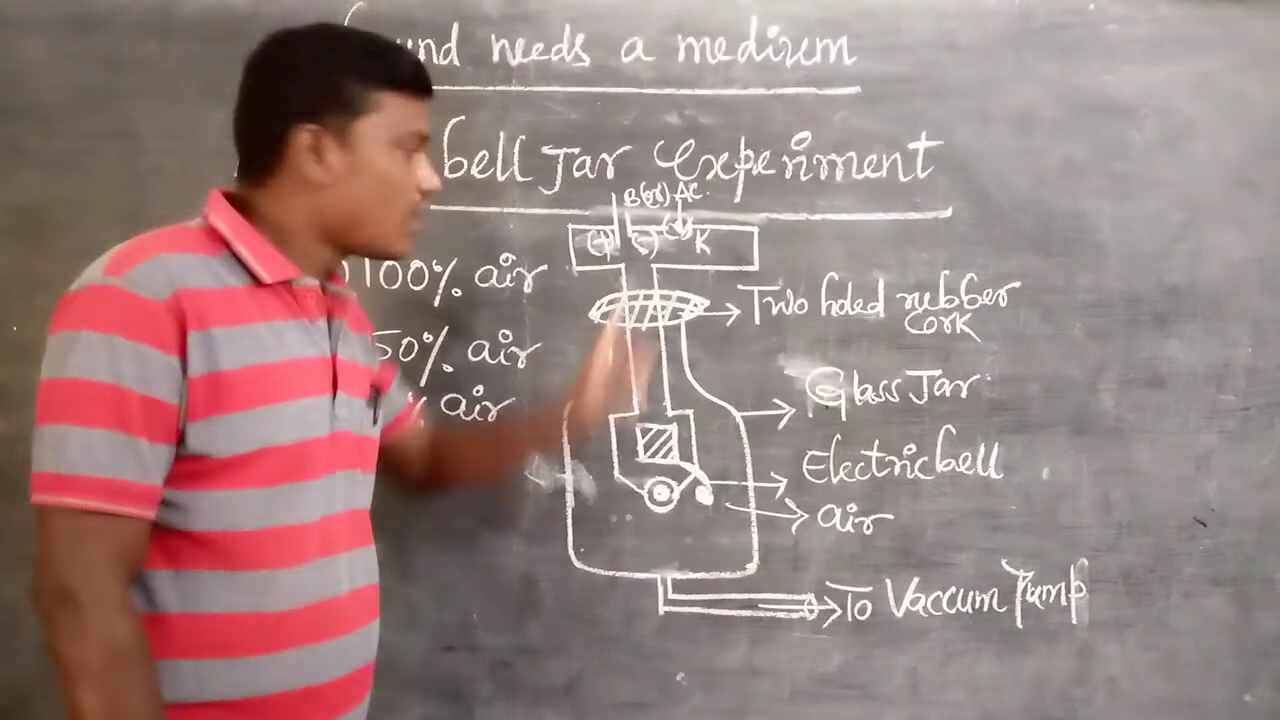 needs a medium
bell Jar Experiment
B(or) AC
(+) (-) K
100% air
Two holed rubber
Cork
50% air
Glass Jar
% air
Electric bell
air
To Vaccum Pump